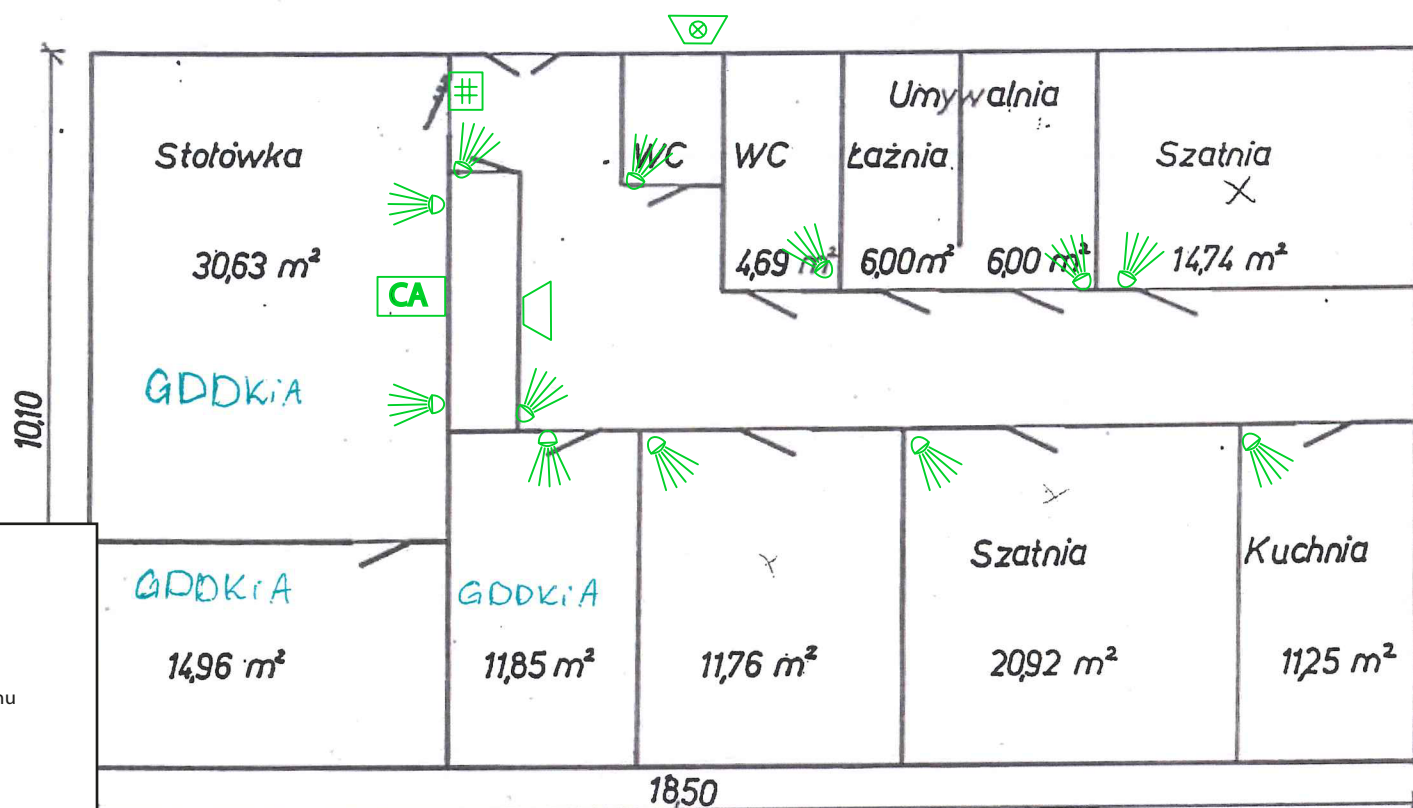 Umywalnia
Stołówka
WC
WC
Łaźnia
Szatnia
X
30,63 m²
4,69 m²
6,00 m²
6,00 m²
14,74 m²
CA
GDDKiA
10,10
Szatnia
Kuchnia
GDDKiA
GDDKiA
14,96 m²
11,85 m²
11,76 m²
20,92 m²
11,25 m²
nu
18,50